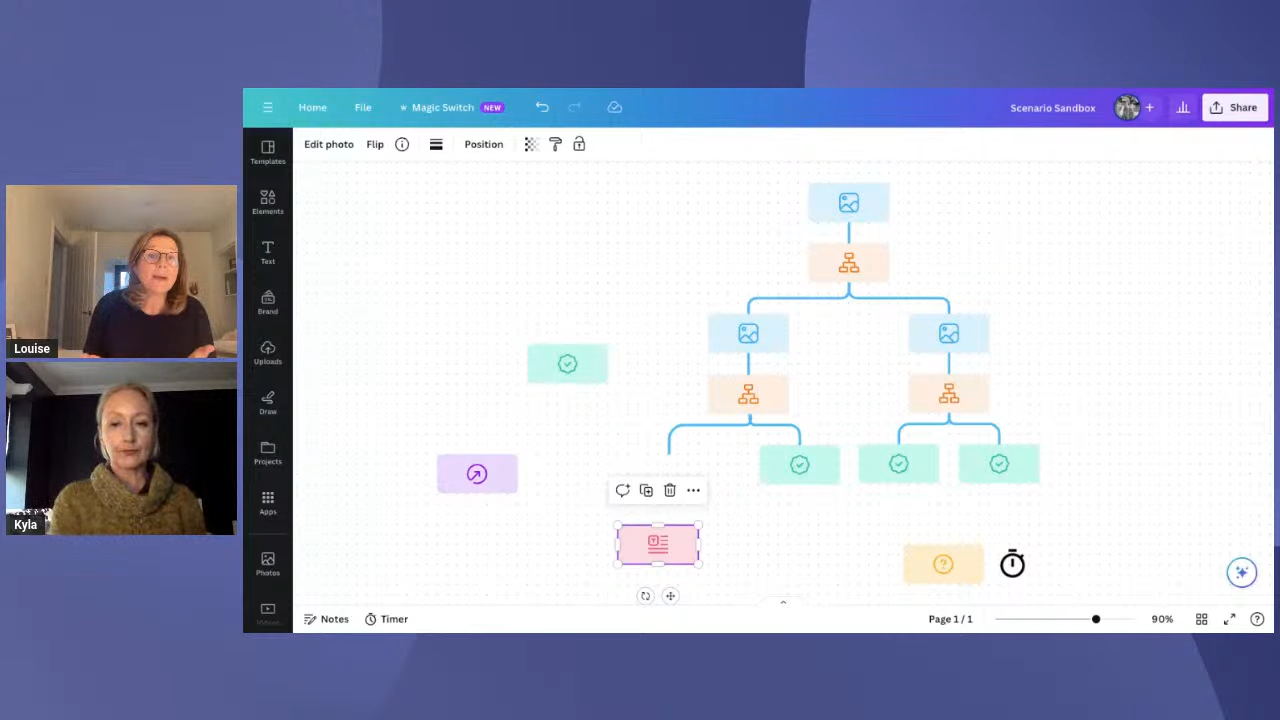 Home
File
Magic Switch NEW
Scenario Sandbox
Share
Edit photo
Flip
Position
Templates
Elements
Text
Brand
Uploads
Draw
Projects
Apps
Photos
Videos
Louise
Kyla
Notes
Timer
Page 1 / 1
90%